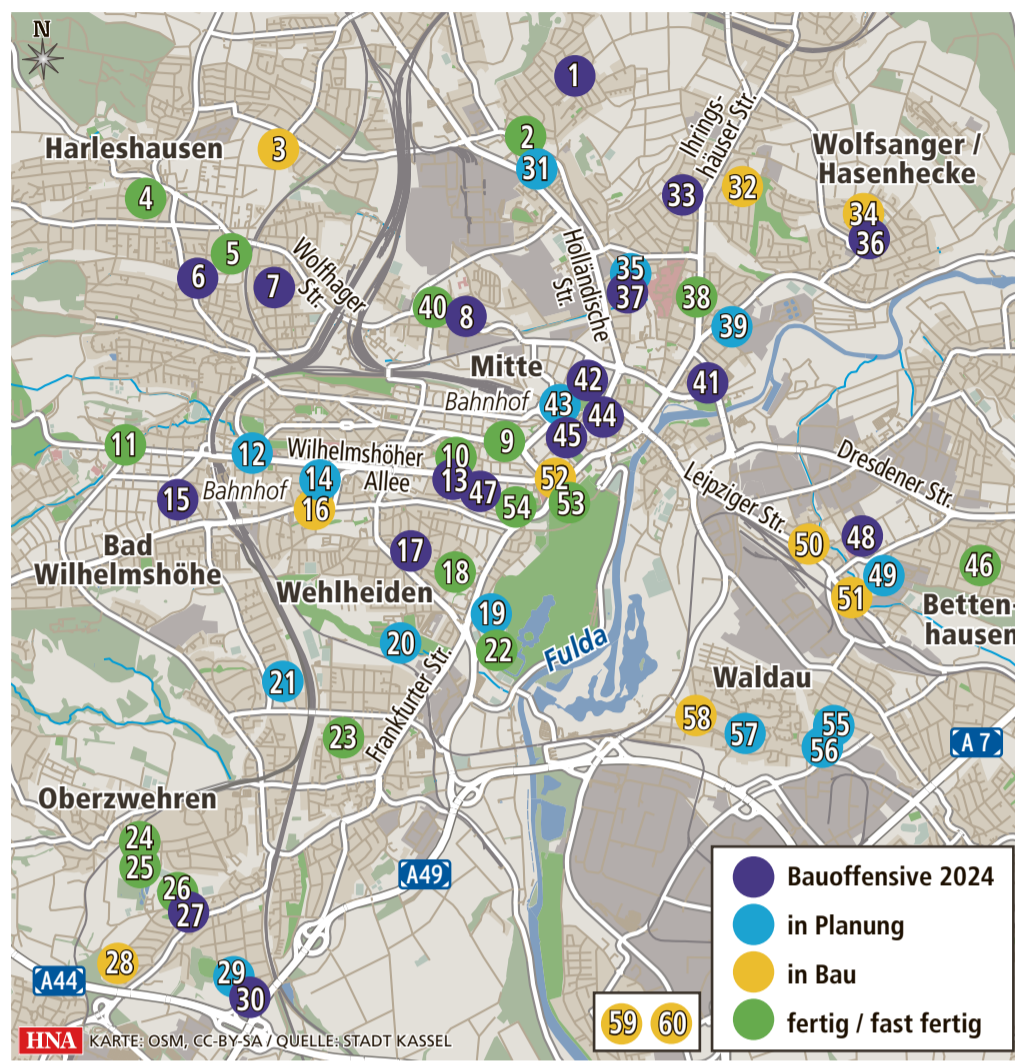 N
1
2
31
3
Harleshausen
4
Ihrings-
häuser Str.
Wolfsanger /
Hasenhecke
33
32
34
36
5
6
7
Wolfhager
Str.
Holländische
Str.
35
37
38
39
40
8
Mitte
Bahnhof
42
43
44
45
41
11
12
Wilhelmshöher
Allee
9
10
13
47
14
16
15
Bahnhof
52
53
54
Leipziger Str.
Dresdener Str.
Bad
Wilhelmshöhe
17
18
Wehlheiden
50
48
49
51
46
Betten-
hausen
19
20
22
Fulda
21
23
Frankfurter Str.
Waldau
58
57
55
56
A 7
Oberzwehren
24
25
26
27
A49
28
A44
29
30
59
60
Bauoffensive 2024
in Planung
in Bau
fertig / fast fertig
HNA KARTE: OSM, CC-BY-SA / QUELLE: STADT KASSEL